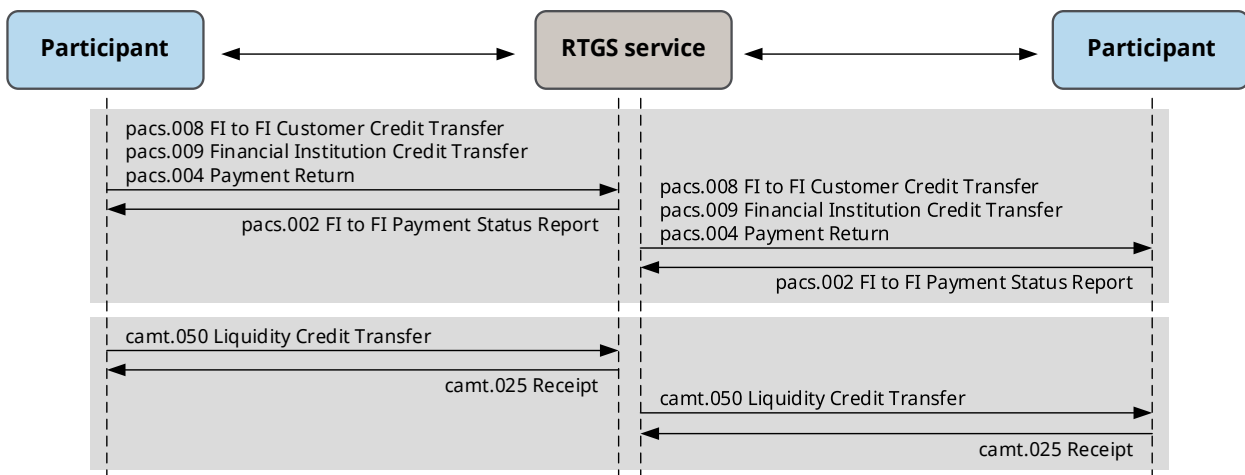 Participant
RTGS service
Participant
pacs.008 FI to FI Customer Credit Transfer
pacs.009 Financial Institution Credit Transfer
pacs.004 Payment Return
pacs.002 FI to FI Payment Status Report
pacs.008 FI to FI Customer Credit Transfer
pacs.009 Financial Institution Credit Transfer
pacs.004 Payment Return
pacs.002 FI to FI Payment Status Report
camt.050 Liquidity Credit Transfer
camt.025 Receipt
camt.050 Liquidity Credit Transfer
camt.025 Receipt